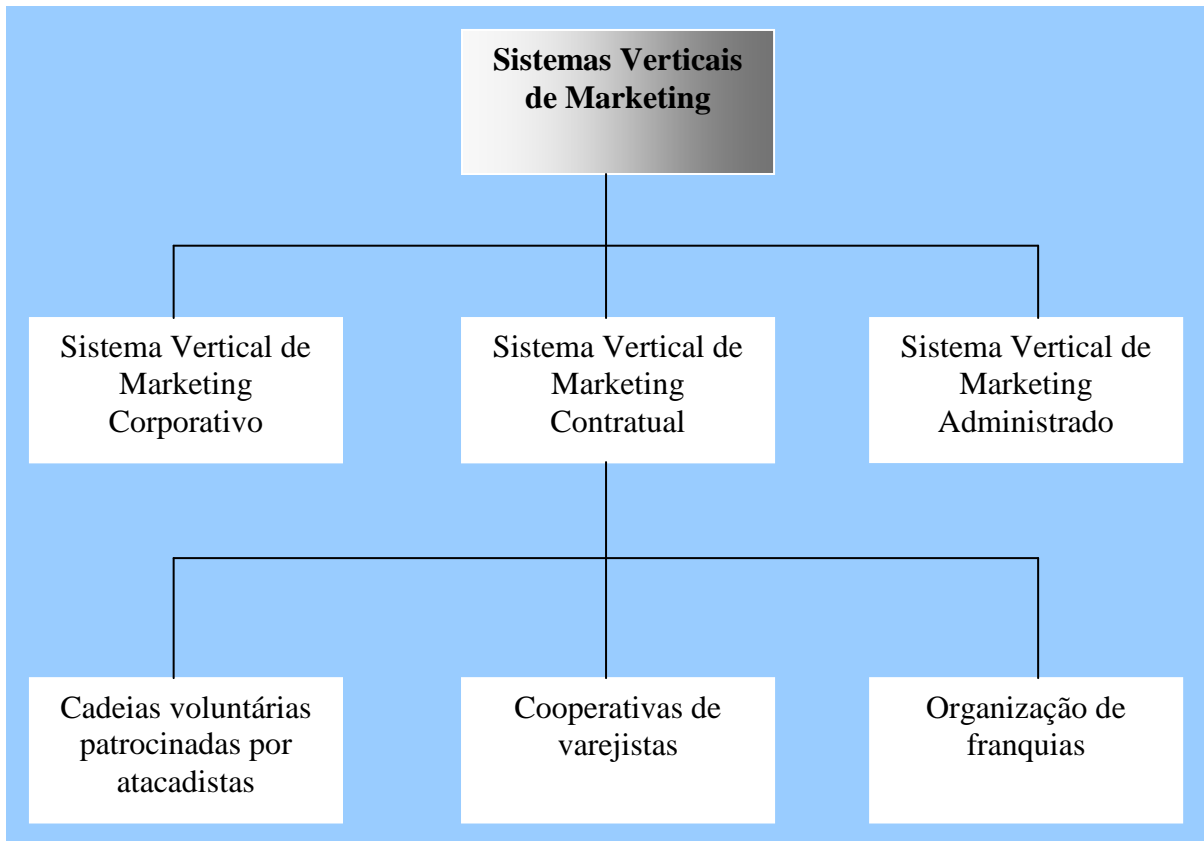 Sistemas Verticais
de Marketing
Sistema Vertical de
Marketing
Corporativo
Sistema Vertical de
Marketing
Contratual
Sistema Vertical de
Marketing
Administrado
Cadeias voluntárias
patrocinadas por
atacadistas
Cooperativas de
varejistas
Organização de
franquias